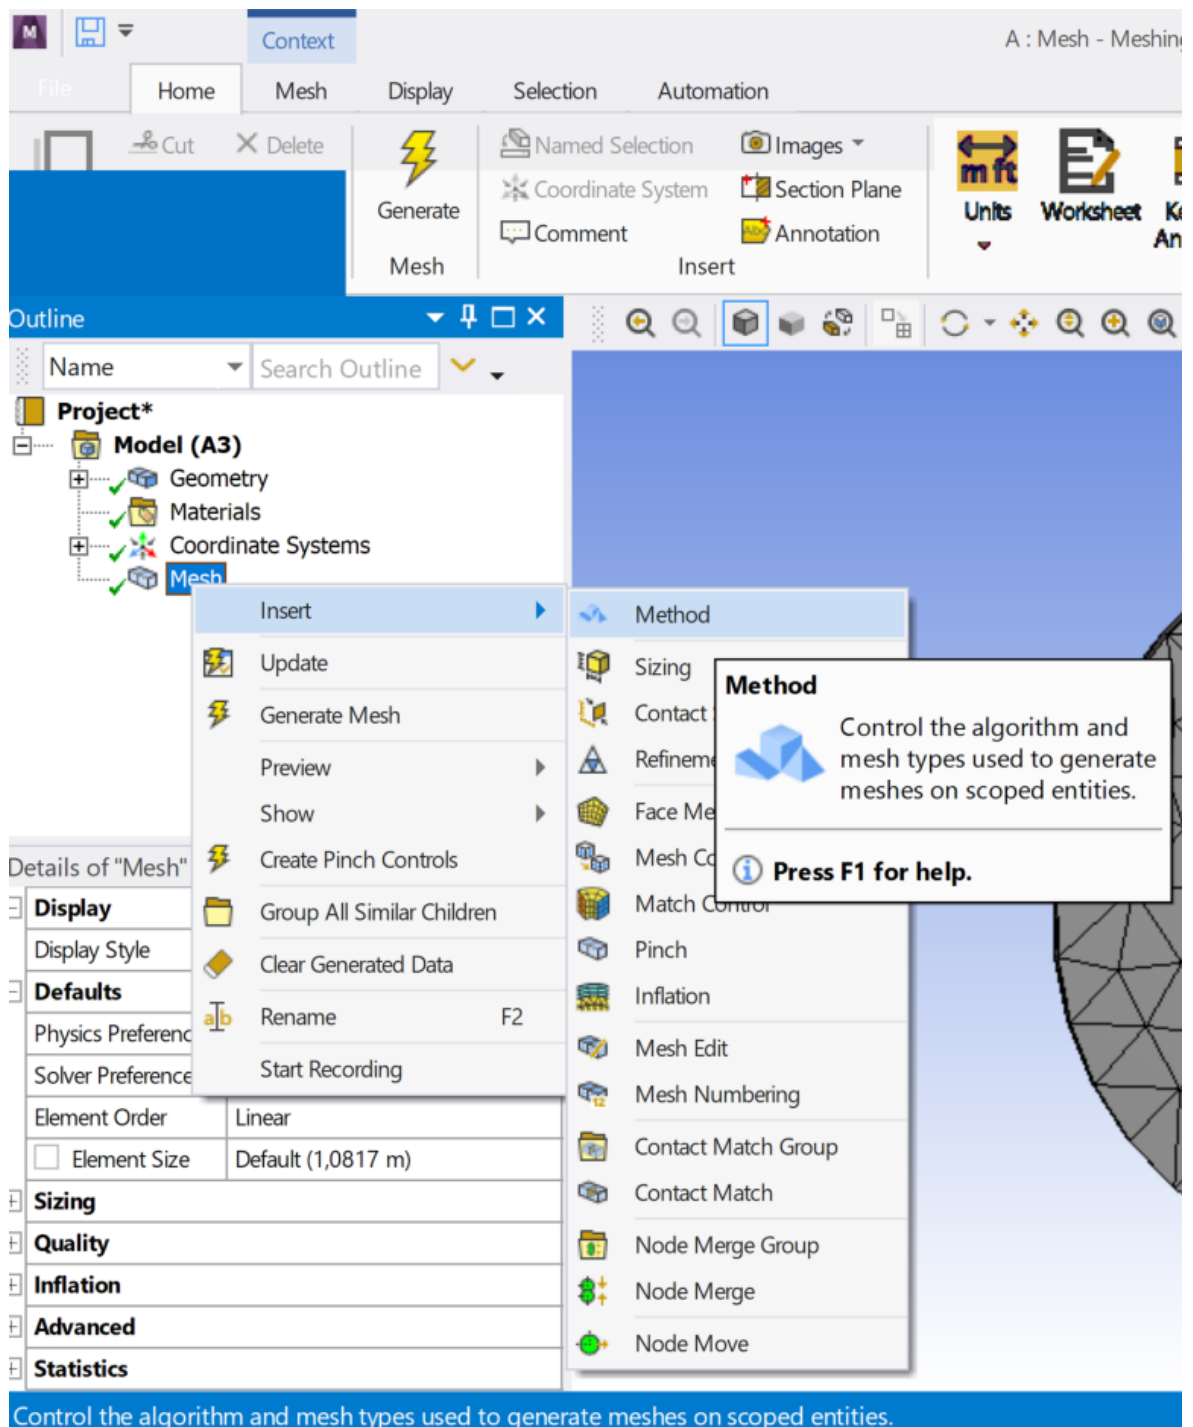 M
Context
A : Mesh - Meshing
File
Home Mesh Display Selection Automation
Cut Delete
Generate
Mesh
Named Selection
Coordinate System
Comment
Images
Section Plane
Annotation
Insert
Units
Worksheet
Outline
Name Search Outline
Project*
Model (A3)
Geometry
Materials
Coordinate Systems
Mesh
Insert
Update
Generate Mesh
Preview
Show
Create Pinch Controls
Group All Similar Children
Clear Generated Data
Rename F2
Start Recording
Method
Sizing
Contact
Face Me
Mesh Co
Match Control
Pinch
Inflation
Mesh Edit
Mesh Numbering
Contact Match Group
Contact Match
Node Merge Group
Node Merge
Node Move
Method
Control the algorithm and
mesh types used to generate
meshes on scoped entities.
Press F1 for help.
Details of "Mesh"
Display
Display Style
Defaults
Physics Preferenc
Solver Preference
Element Order Linear
Element Size Default (1,0817 m)
Sizing
Quality
Inflation
Advanced
Statistics
Control the algorithm and mesh types used to generate meshes on scoped entities.